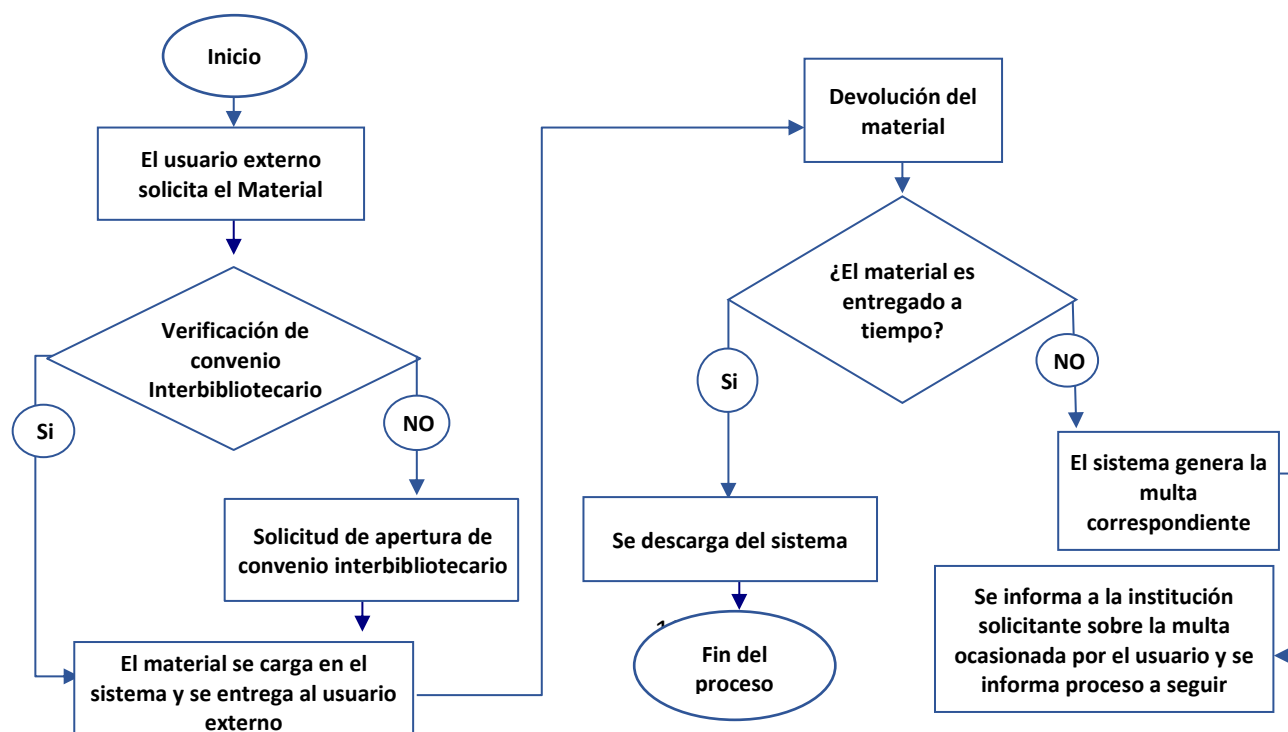 Inicio
El usuario externo
solicita el Material
Verificación de
convenio
Interbibliotecario
Si
NO
Solicitud de apertura de
convenio interbibliotecario
El material se carga en el
sistema y se entrega al usuario
externo
Devolución del
material
¿El material es
entregado a
tiempo?
Si
NO
Se descarga del sistema
El sistema genera la
multa
correspondiente
Se informa a la institución
solicitante sobre la multa
ocasionada por el usuario y se
informa proceso a seguir
Fin del
proceso